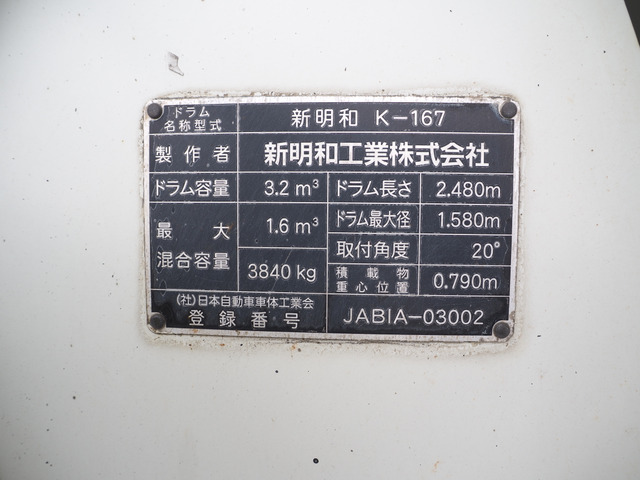 ドラム
名称型式
新明和 K-167
製作者
新明和工業株式会社
ドラム容量
3.2 m³
ドラム長さ
2.480m
最大
混合容量
1.6 m³
3840 kg
ドラム最大径
1.580m
取付角度
20°
積載物
重心位置
0.790m
(社)日本自動車車体工業会
登録番号
JABIA-03002